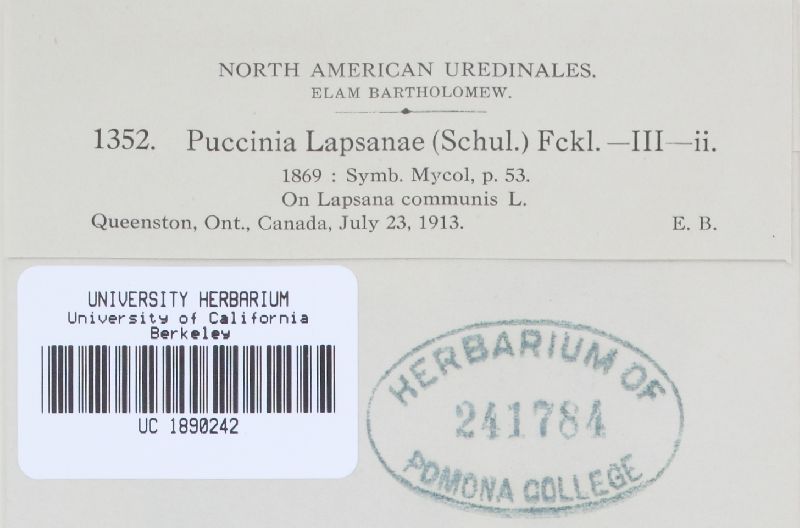 NORTH AMERICAN UREDINALES.
ELAM BARTHOLOMEW.
1352. Puccinia Lapsanae (Schul.) Fckl. —III—ii.
1869 : Symb. Mycol, p. 53.
On Lapsana communis L.
Queenston, Ont., Canada, July 23, 1913. E. B.
UNIVERSITY HERBARIUM
University of California
Berkeley
UC 1890242
HERBARIUM OF
241784
POMONA COLLEGE